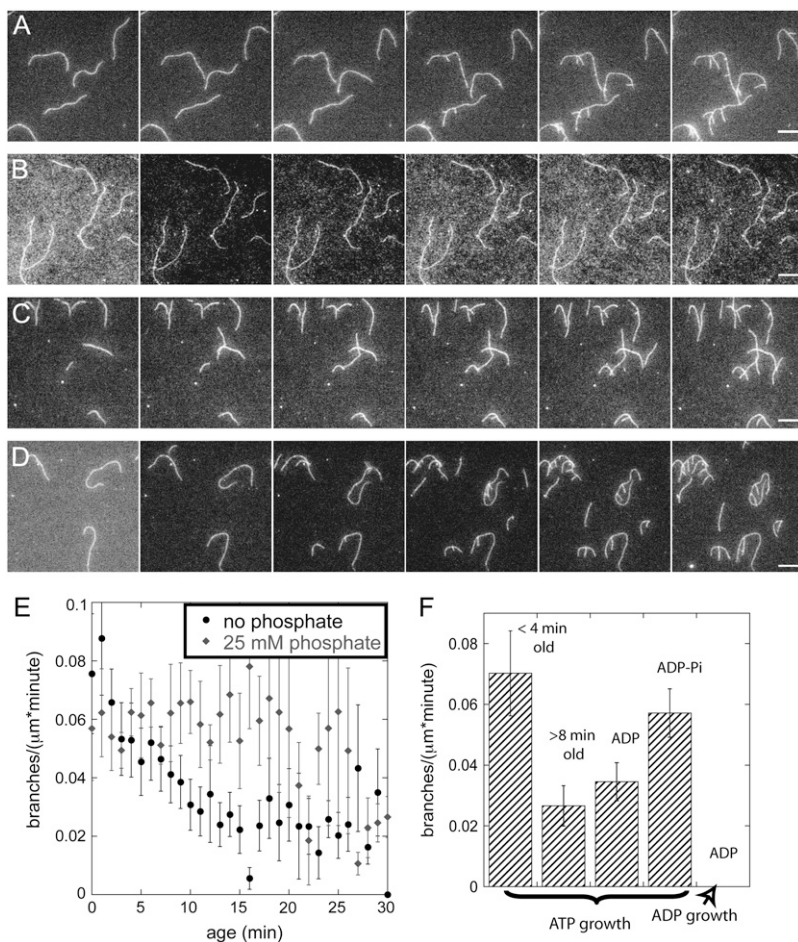 A
B
C
D
E
F
0.1
0.08
0.06
0.04
0.02
0
branches/(µm*minute)
no phosphate
25 mM phosphate
0 5 10 15 20 25 30
age (min)
0.08
0.06
0.04
0.02
0
branches/(µm*minute)
< 4 min
old
>8 min
old
ADP
ADP-Pi
ADP
ATP growth
ADP growth